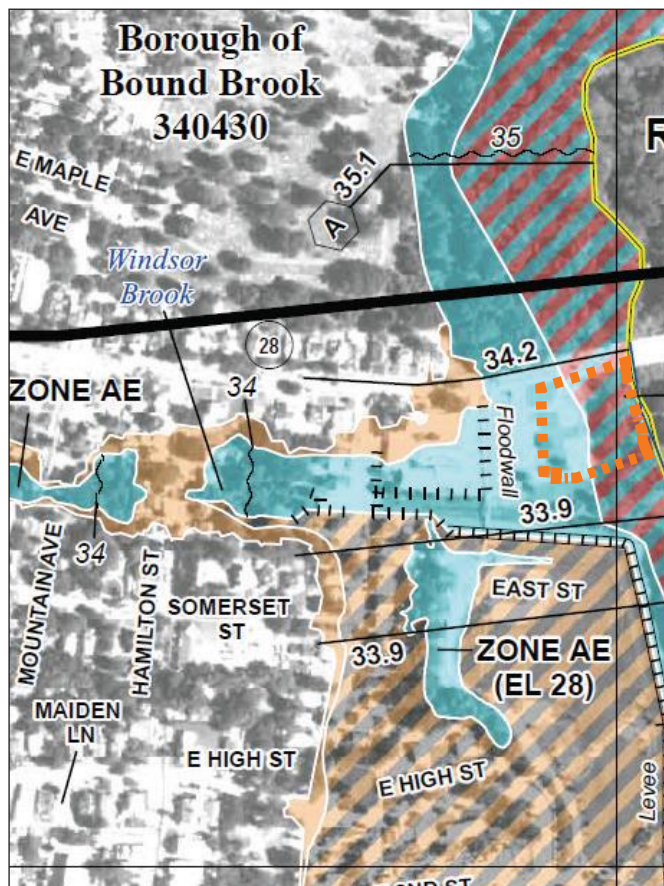 Borough of
Bound Brook
340430
R
35
35.1
E MAPLE
AVE
A
Windsor
Brook
28
34.2
ZONE AE
34
Floodwall
33.9
34
MOUNTAIN AVE
HAMILTON ST
SOMERSET
ST
EAST ST
33.9
ZONE AE
(EL 28)
MAIDEN
LN
E HIGH ST
E HIGH ST
Levee